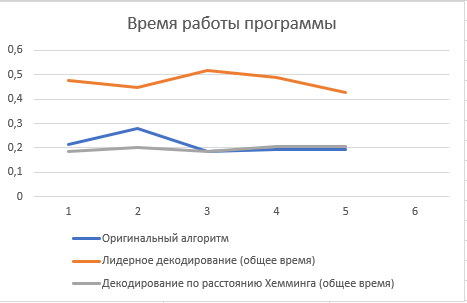 Время работы программы
0,6
0,5
0,4
0,3
0,2
0,1
0
1 2 3 4 5 6
Оригинальный алгоритм
Лидерное декодирование (общее время)
Декодирование по расстоянию Хемминга (общее время)